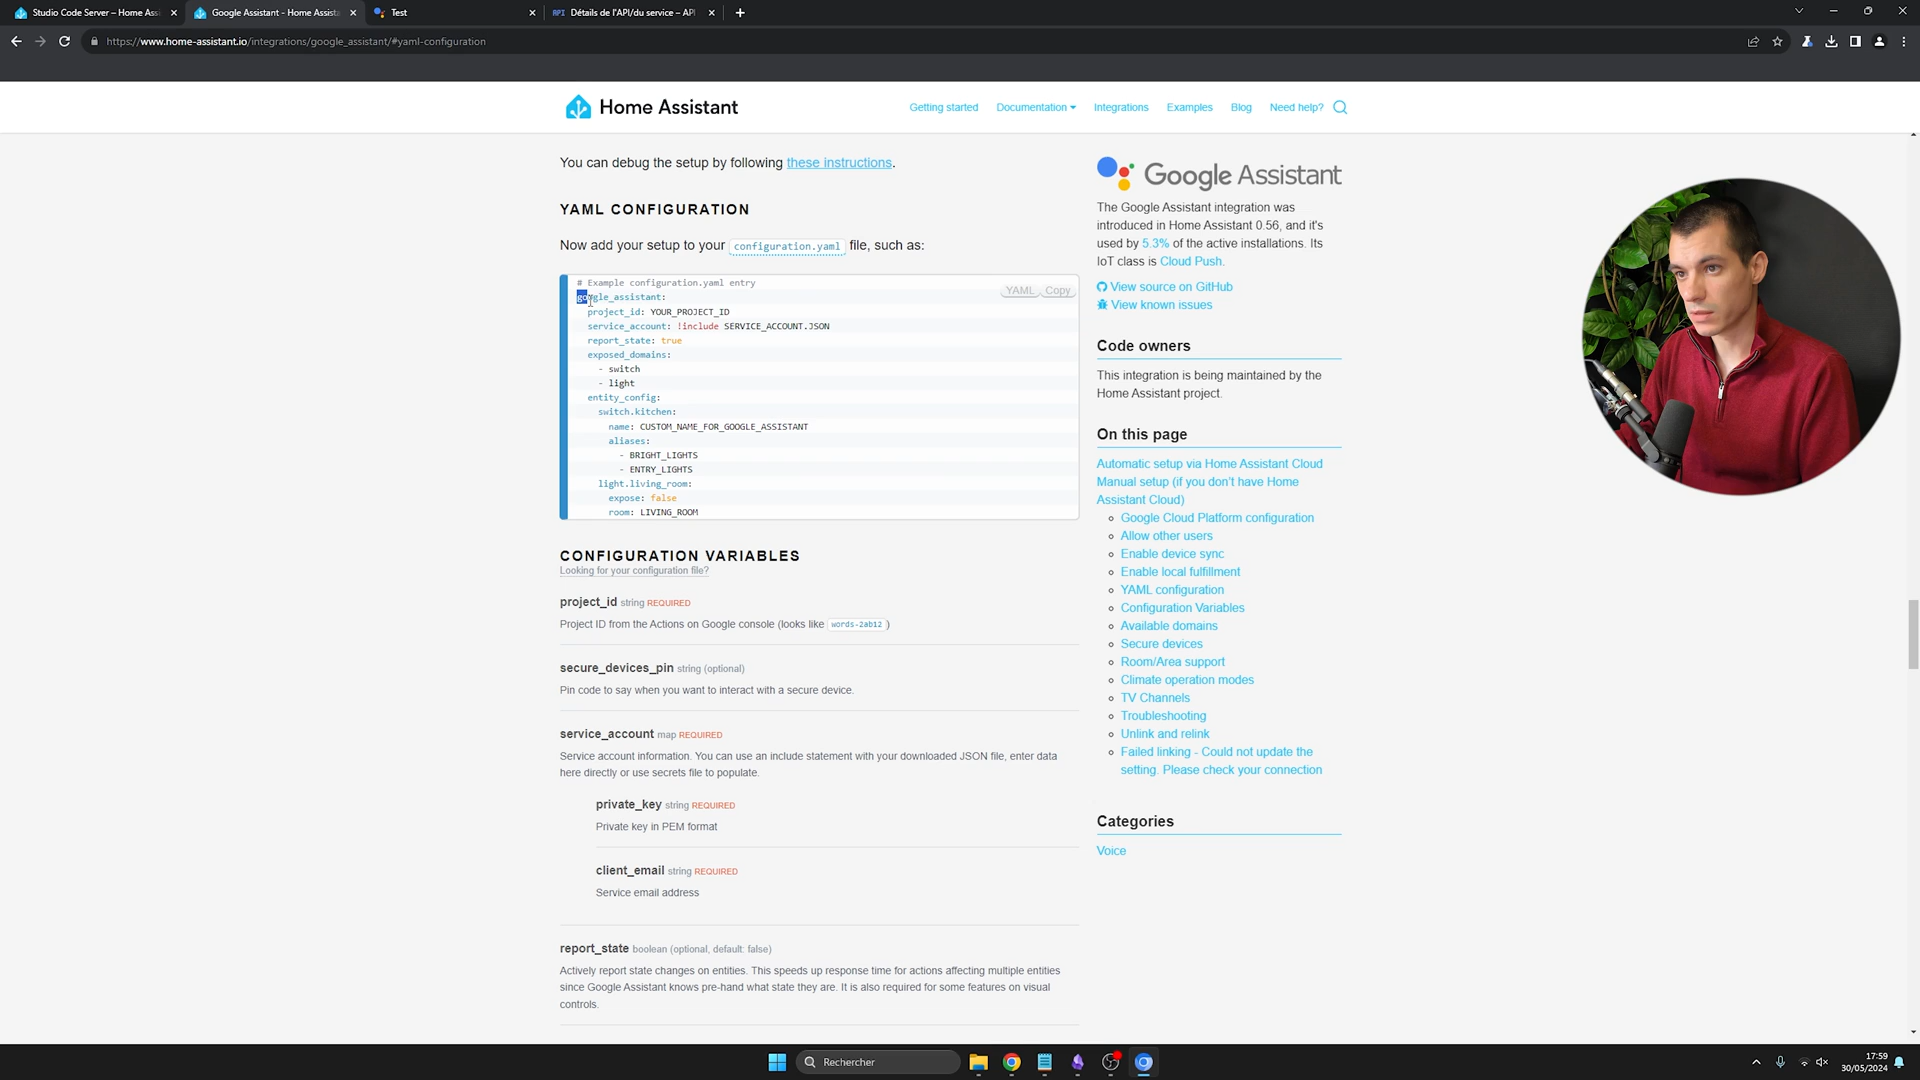 Studio Code Server – Home Assi
Google Assistant - Home Assista
Test
API Détails de l'API/du service – API
https://www.home-assistant.io/integrations/google_assistant/#yaml-configuration
Home Assistant
Getting started
Documentation
Integrations
Examples
Blog
Need help?
You can debug the setup by following these instructions.
YAML CONFIGURATION
Now add your setup to your configuration.yaml file, such as:
YAML
Copy
# Example configuration.yaml entry
google_assistant:
project_id: YOUR_PROJECT_ID
service_account: !include SERVICE_ACCOUNT.JSON
report_state: true
exposed_domains:
- switch
- light
entity_config:
switch.kitchen:
name: CUSTOM_NAME_FOR_GOOGLE_ASSISTANT
aliases:
- BRIGHT_LIGHTS
- ENTRY_LIGHTS
light.living_room:
expose: false
room: LIVING_ROOM
CONFIGURATION VARIABLES
Looking for your configuration file?
project_id string REQUIRED
Project ID from the Actions on Google console (looks like words-2ab12 )
secure_devices_pin string (optional)
Pin code to say when you want to interact with a secure device.
service_account map REQUIRED
Service account information. You can use an include statement with your downloaded JSON file, enter data
here directly or use secrets file to populate.
private_key string REQUIRED
Private key in PEM format
client_email string REQUIRED
Service email address
report_state boolean (optional, default: false)
Actively report state changes on entities. This speeds up response time for actions affecting multiple entities
since Google Assistant knows pre-hand what state they are. It is also required for some features on visual
controls.
Google Assistant
The Google Assistant integration was
introduced in Home Assistant 0.56, and it's
used by 5.3% of the active installations. Its
IoT class is Cloud Push.
View source on GitHub
View known issues
Code owners
This integration is being maintained by the
Home Assistant project.
On this page
Automatic setup via Home Assistant Cloud
Manual setup (if you don't have Home
Assistant Cloud)
Google Cloud Platform configuration
Allow other users
Enable device sync
Enable local fulfillment
YAML configuration
Configuration Variables
Available domains
Secure devices
Room/Area support
Climate operation modes
TV Channels
Troubleshooting
Unlink and relink
Failed linking - Could not update the
setting. Please check your connection
Categories
Voice
Rechercher
17:59
30/05/2024